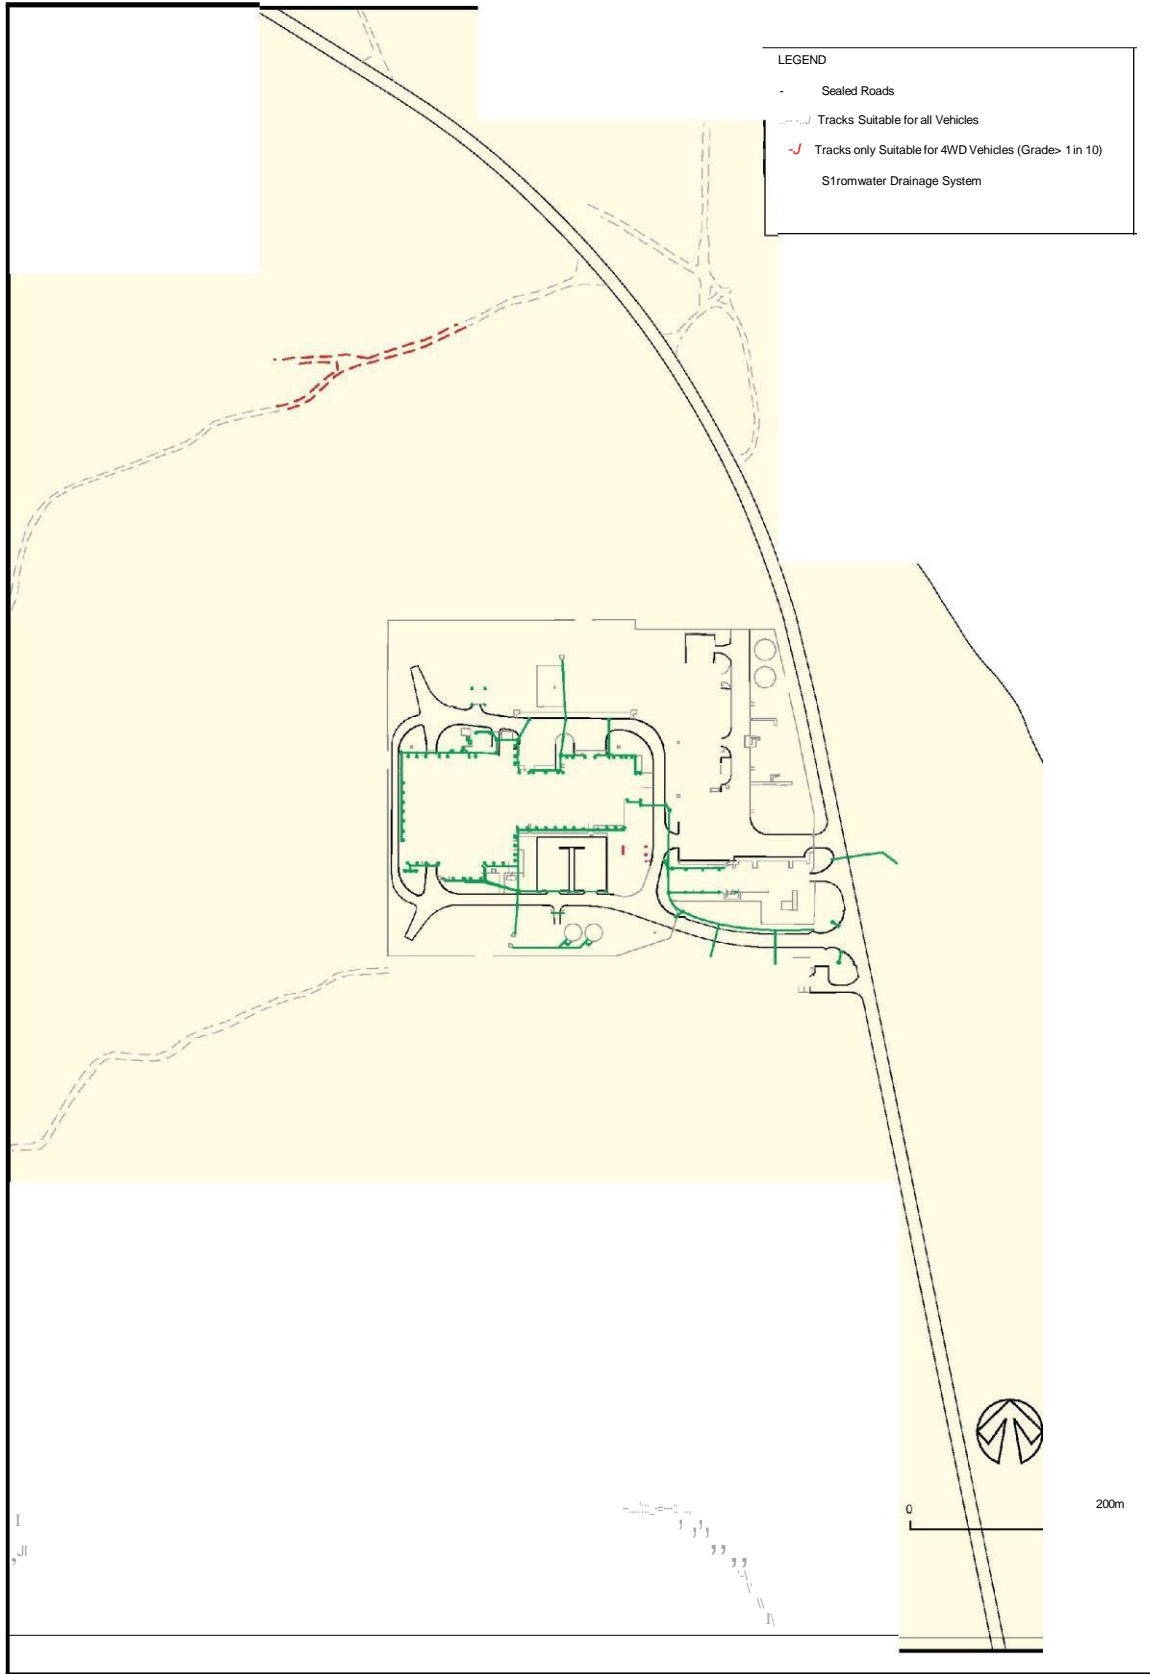 LEGEND
- Sealed Roads
Tracks Suitable for all Vehicles
-J Tracks only Suitable for 4WD Vehicles (Grade> 1 in 10)
S1romwater Drainage System
0 200m